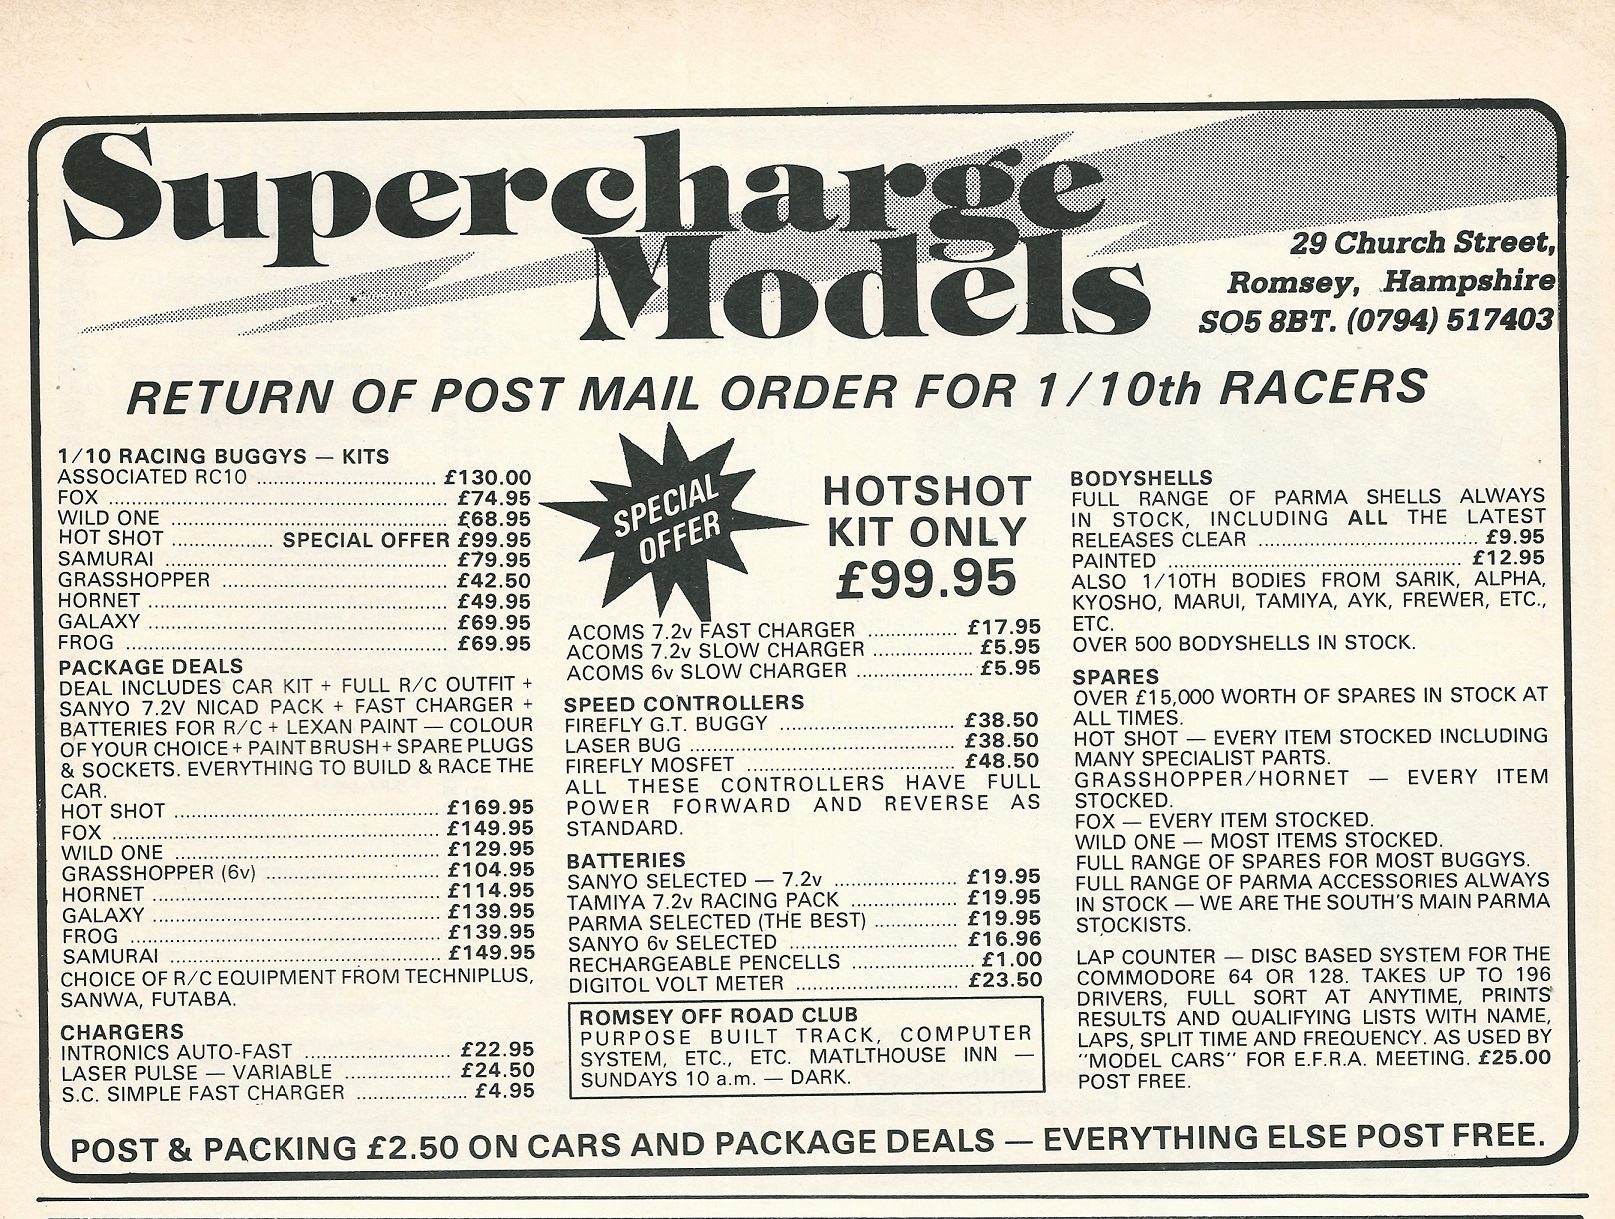 Supercharge
Models
29 Church Street,
Romsey, Hampshire
SO5 8BT. (0794) 517403
RETURN OF POST MAIL ORDER FOR 1/10th RACERS
1/10 RACING BUGGYS — KITS
ASSOCIATED RC10 .......... £130.00
FOX .......... £74.95
WILD ONE .......... £68.95
HOT SHOT .......... SPECIAL OFFER £99.95
SAMURAI .......... £79.95
GRASSHOPPER .......... £42.50
HORNET .......... £49.95
GALAXY .......... £69.95
FROG .......... £69.95
PACKAGE DEALS
DEAL INCLUDES CAR KIT + FULL R/C OUTFIT +
SANYO 7.2V NICAD PACK + FAST CHARGER +
BATTERIES FOR R/C + LEXAN PAINT — COLOUR
OF YOUR CHOICE + PAINT BRUSH + SPARE PLUGS
& SOCKETS. EVERYTHING TO BUILD & RACE THE
CAR.
HOT SHOT .......... £169.95
FOX .......... £149.95
WILD ONE .......... £129.95
GRASSHOPPER (6v) .......... £104.95
HORNET .......... £114.95
GALAXY .......... £139.95
FROG .......... £139.95
SAMURAI .......... £149.95
CHOICE OF R/C EQUIPMENT FROM TECHNIPLUS,
SANWA, FUTABA.
CHARGERS
INTRONICS AUTO-FAST .......... £22.95
LASER PULSE — VARIABLE .......... £24.50
S.C. SIMPLE FAST CHARGER .......... £4.95
SPECIAL
OFFER
HOTSHOT
KIT ONLY
£99.95
ACOMS 7.2v FAST CHARGER .......... £17.95
ACOMS 7.2v SLOW CHARGER .......... £5.95
ACOMS 6v SLOW CHARGER .......... £5.95
SPEED CONTROLLERS
FIREFLY G.T. BUGGY .......... £38.50
LASER BUG .......... £38.50
FIREFLY MOSFET .......... £48.50
ALL THESE CONTROLLERS HAVE FULL
POWER FORWARD AND REVERSE AS
STANDARD.
BATTERIES
SANYO SELECTED — 7.2v .......... £19.95
TAMIYA 7.2v RACING PACK .......... £19.95
PARMA SELECTED (THE BEST) .......... £19.95
SANYO 6v SELECTED .......... £16.96
RECHARGEABLE PENCELLS .......... £1.00
DIGITOL VOLT METER .......... £23.50
ROMSEY OFF ROAD CLUB
PURPOSE BUILT TRACK, COMPUTER
SYSTEM, ETC., ETC. MATLTHOUSE INN —
SUNDAYS 10 a.m. — DARK.
BODYSHELLS
FULL RANGE OF PARMA SHELLS ALWAYS
IN STOCK, INCLUDING ALL THE LATEST
RELEASES CLEAR .......... £9.95
PAINTED .......... £12.95
ALSO 1/10TH BODIES FROM SARIK, ALPHA,
KYOSHO, MARUI, TAMIYA, AYK, FREWER, ETC.,
ETC.
OVER 500 BODYSHELLS IN STOCK.
SPARES
OVER £15,000 WORTH OF SPARES IN STOCK AT
ALL TIMES.
HOT SHOT — EVERY ITEM STOCKED INCLUDING
MANY SPECIALIST PARTS.
GRASSHOPPER/HORNET — EVERY ITEM
STOCKED.
FOX — EVERY ITEM STOCKED.
WILD ONE — MOST ITEMS STOCKED.
FULL RANGE OF SPARES FOR MOST BUGGYS.
FULL RANGE OF PARMA ACCESSORIES ALWAYS
IN STOCK — WE ARE THE SOUTH'S MAIN PARMA
STOCKISTS.
LAP COUNTER — DISC BASED SYSTEM FOR THE
COMMODORE 64 OR 128. TAKES UP TO 196
DRIVERS, FULL SORT AT ANYTIME, PRINTS
RESULTS AND QUALIFYING LISTS WITH NAME,
LAPS, SPLIT TIME AND FREQUENCY. AS USED BY
"MODEL CARS" FOR E.F.R.A. MEETING. £25.00
POST FREE.
POST & PACKING £2.50 ON CARS AND PACKAGE DEALS — EVERYTHING ELSE POST FREE.